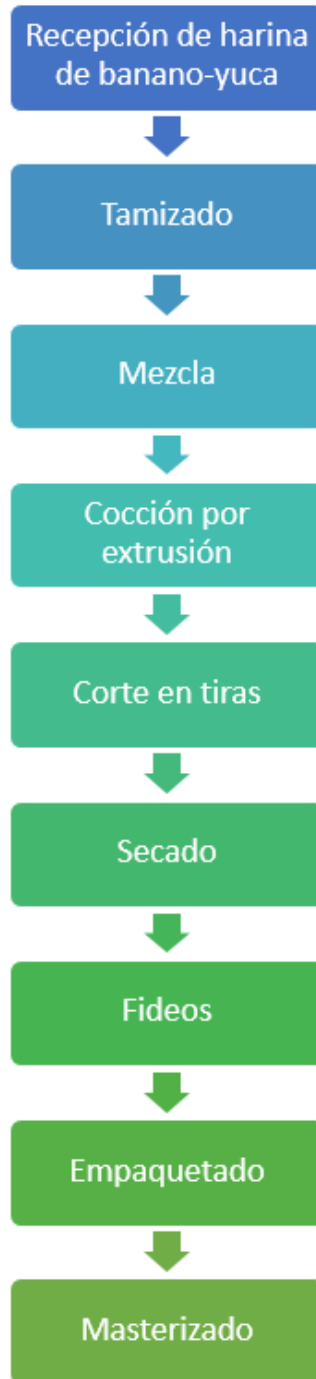 Recepción de harina
de banano-yuca
Tamizado
Mezcla
Cocción por
extrusión
Corte en tiras
Secado
Fideos
Empaquetado
Masterizado